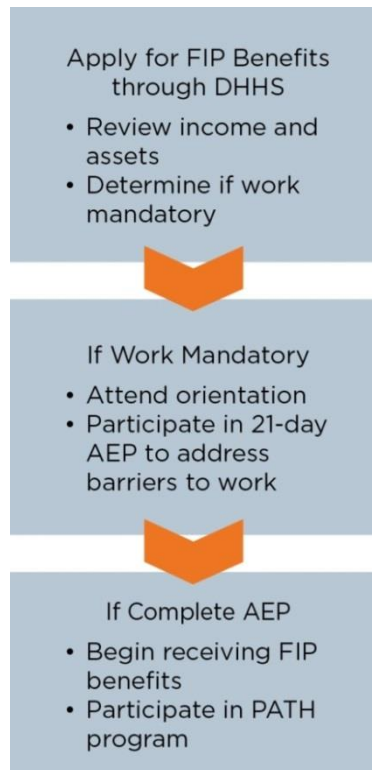 Apply for FIP Benefits
through DHHS
• Review income and
assets
• Determine if work
mandatory
If Work Mandatory
• Attend orientation
• Participate in 21-day
AEP to address
barriers to work
If Complete AEP
• Begin receiving FIP
benefits
• Participate in PATH
program